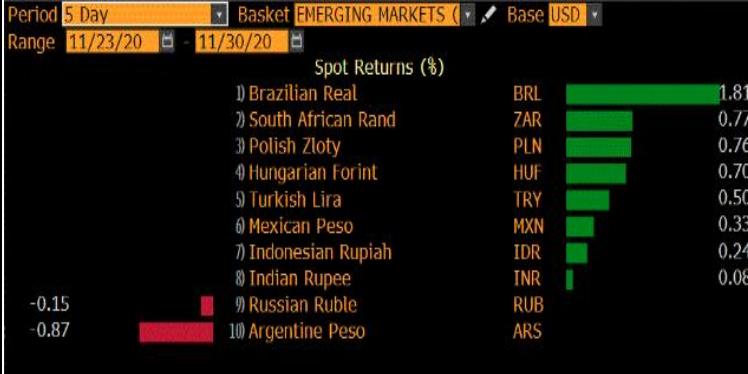 Period 5 Day Basket EMERGING MARKETS ( Base USD
Range 11/23/20 - 11/30/20
Spot Returns (%)
1) Brazilian Real BRL 1.81
2) South African Rand ZAR 0.77
3) Polish Zloty PLN 0.76
4) Hungarian Forint HUF 0.70
5) Turkish Lira TRY 0.50
6) Mexican Peso MXN 0.33
7) Indonesian Rupiah IDR 0.24
8) Indian Rupee INR 0.08
-0.15 9) Russian Ruble RUB
-0.87 10) Argentine Peso ARS